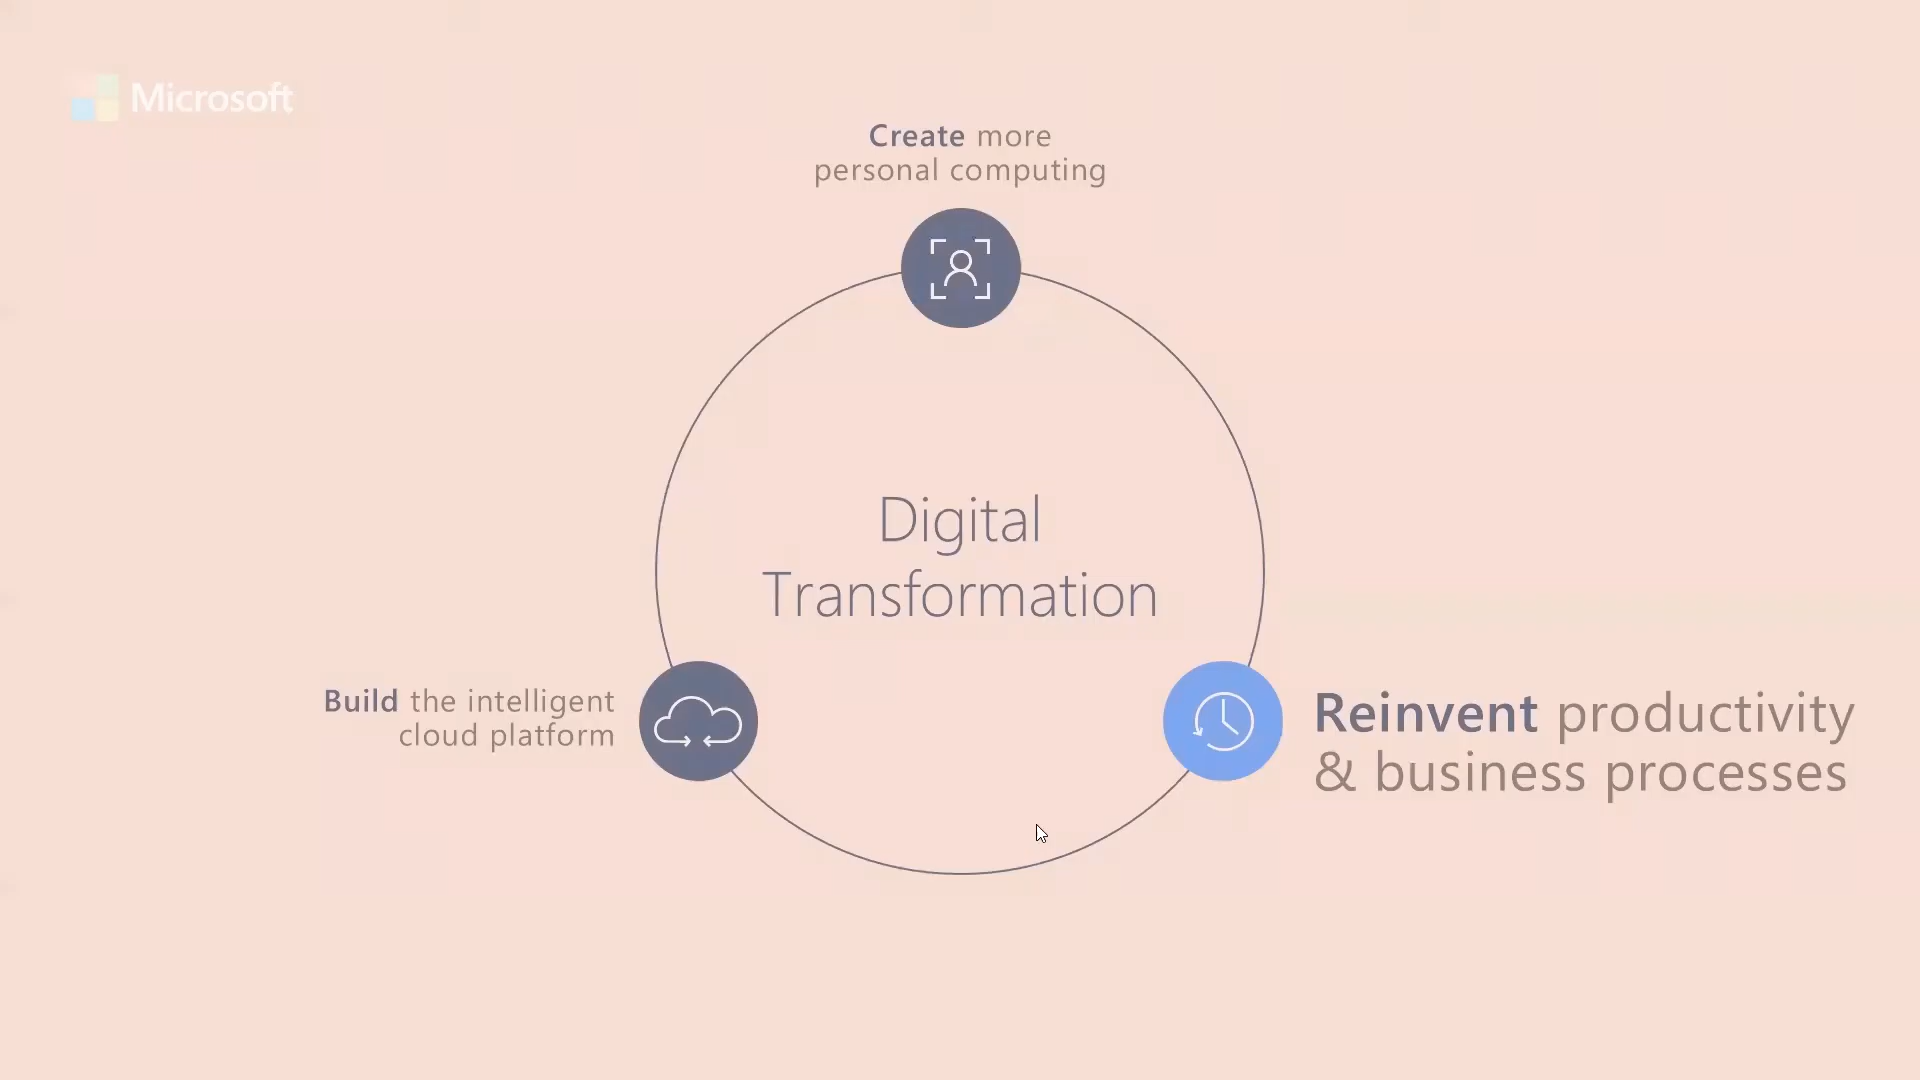 Microsoft
Create more
personal computing
Digital
Transformation
Build the intelligent
cloud platform
Reinvent productivity
& business processes